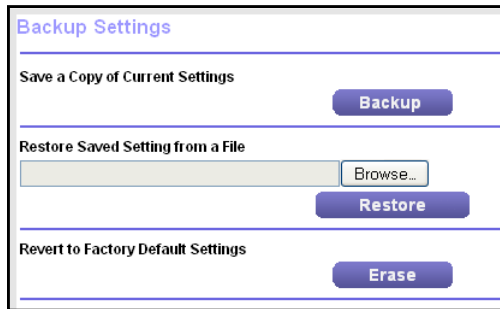 Backup Settings
Save a Copy of Current Settings
Backup
Restore Saved Setting from a File
Browse...
Restore
Revert to Factory Default Settings
Erase